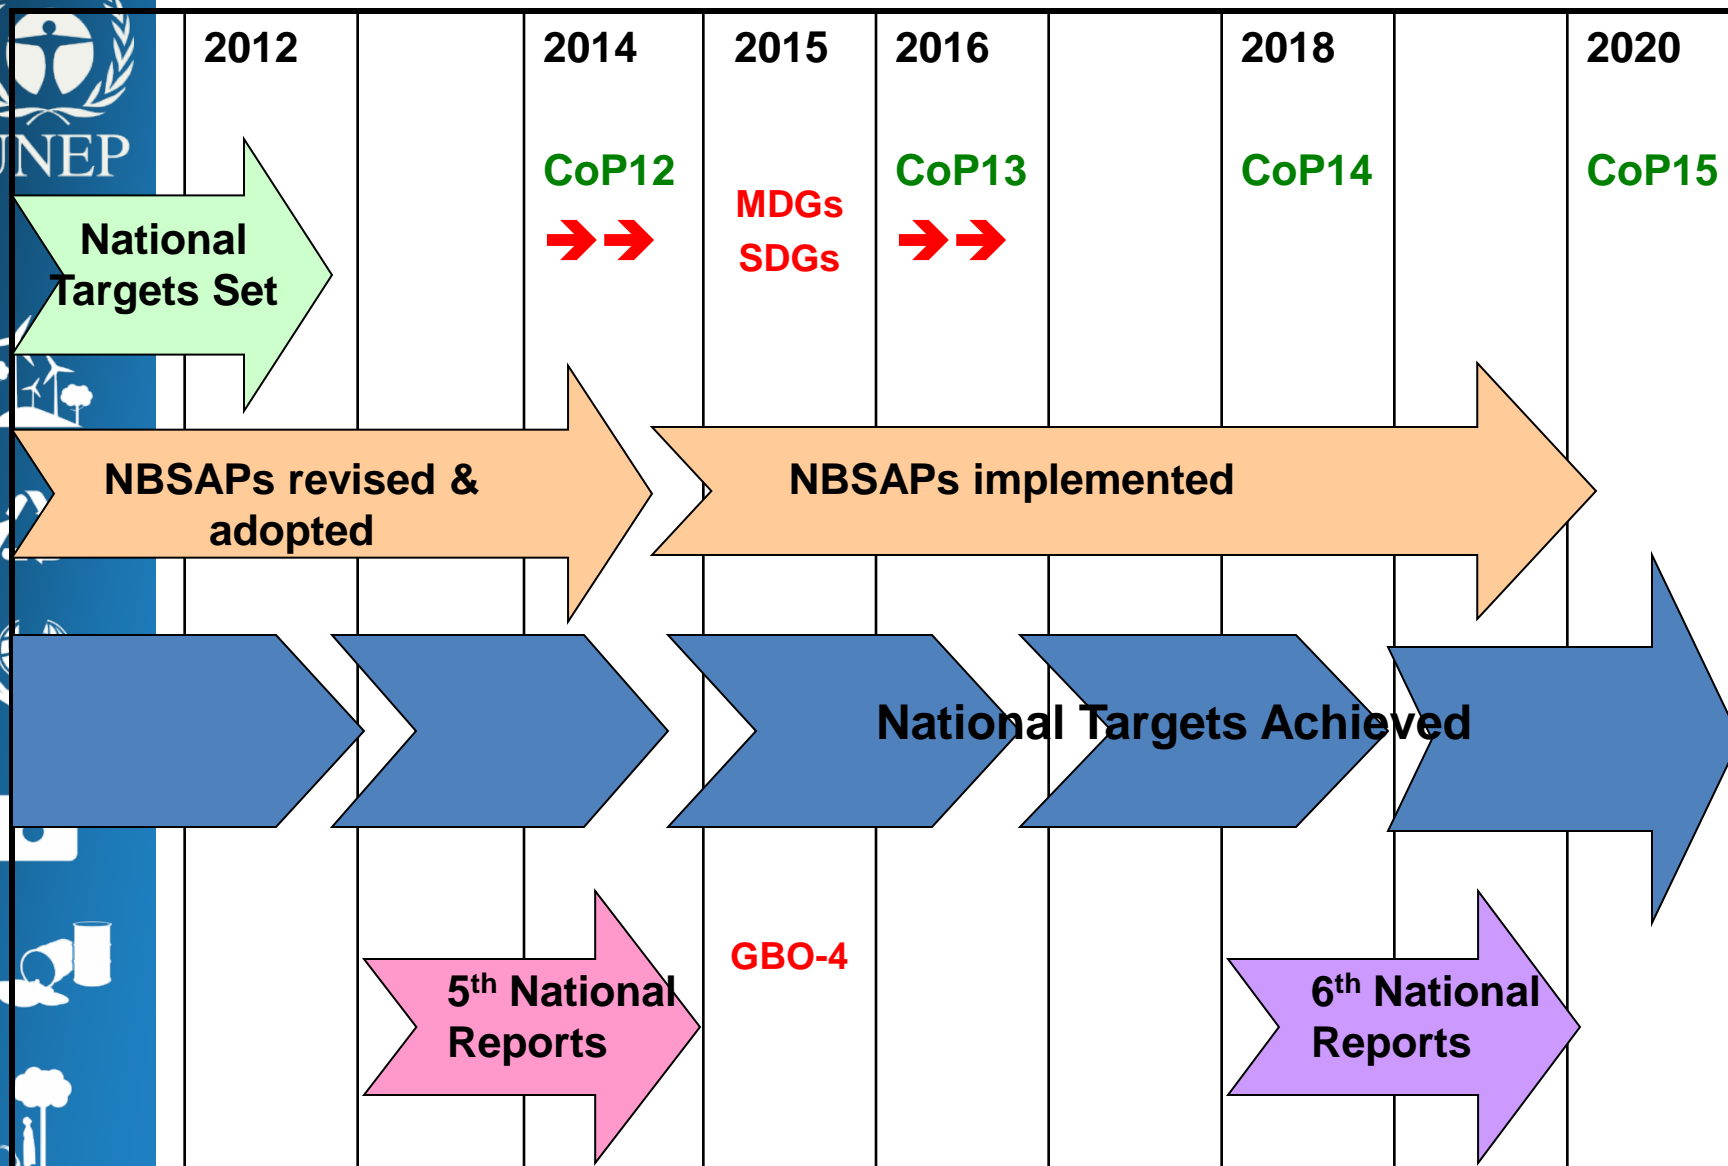 2012
2014
2015
2016
2018
2020
UNEP
CoP12
CoP13
CoP14
CoP15
MDGs
SDGs
National
Targets Set
NBSAPs revised &
adopted
NBSAPs implemented
National Targets Achieved
GBO-4
5th National
Reports
6th National
Reports